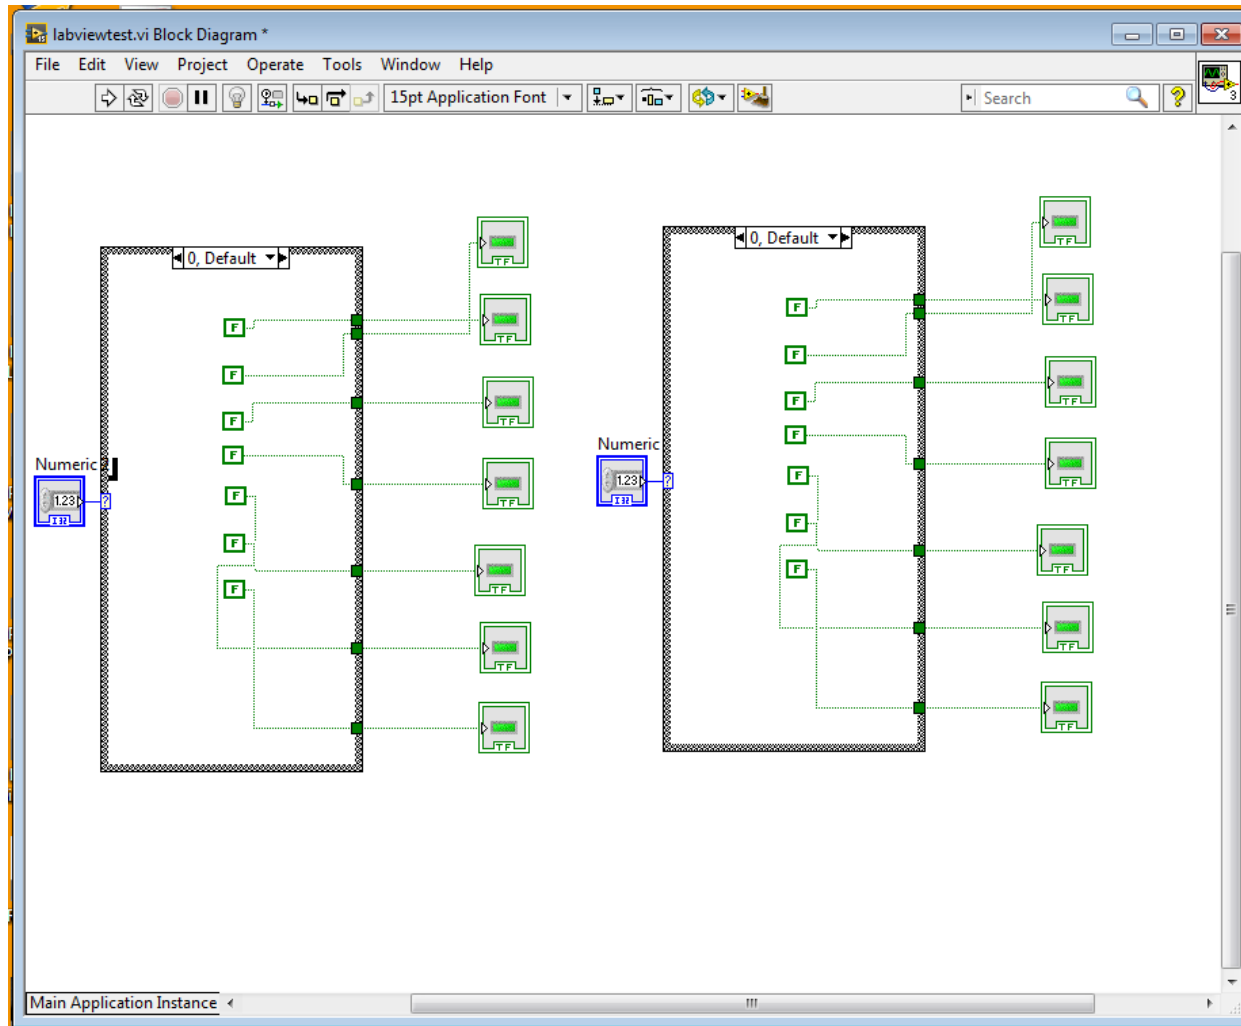 labviewtest.vi Block Diagram *
File Edit View Project Operate Tools Window Help
15pt Application Font
Search
3
0, Default
0, Default
TF
TF
TF
TF
TF
TF
TF
TF
TF
TF
TF
TF
TF
TF
F
F
F
F
F
F
F
F
F
F
F
F
F
F
Numeric
1.23
I32
?
Numeric
1.23
I32
?
Main Application Instance